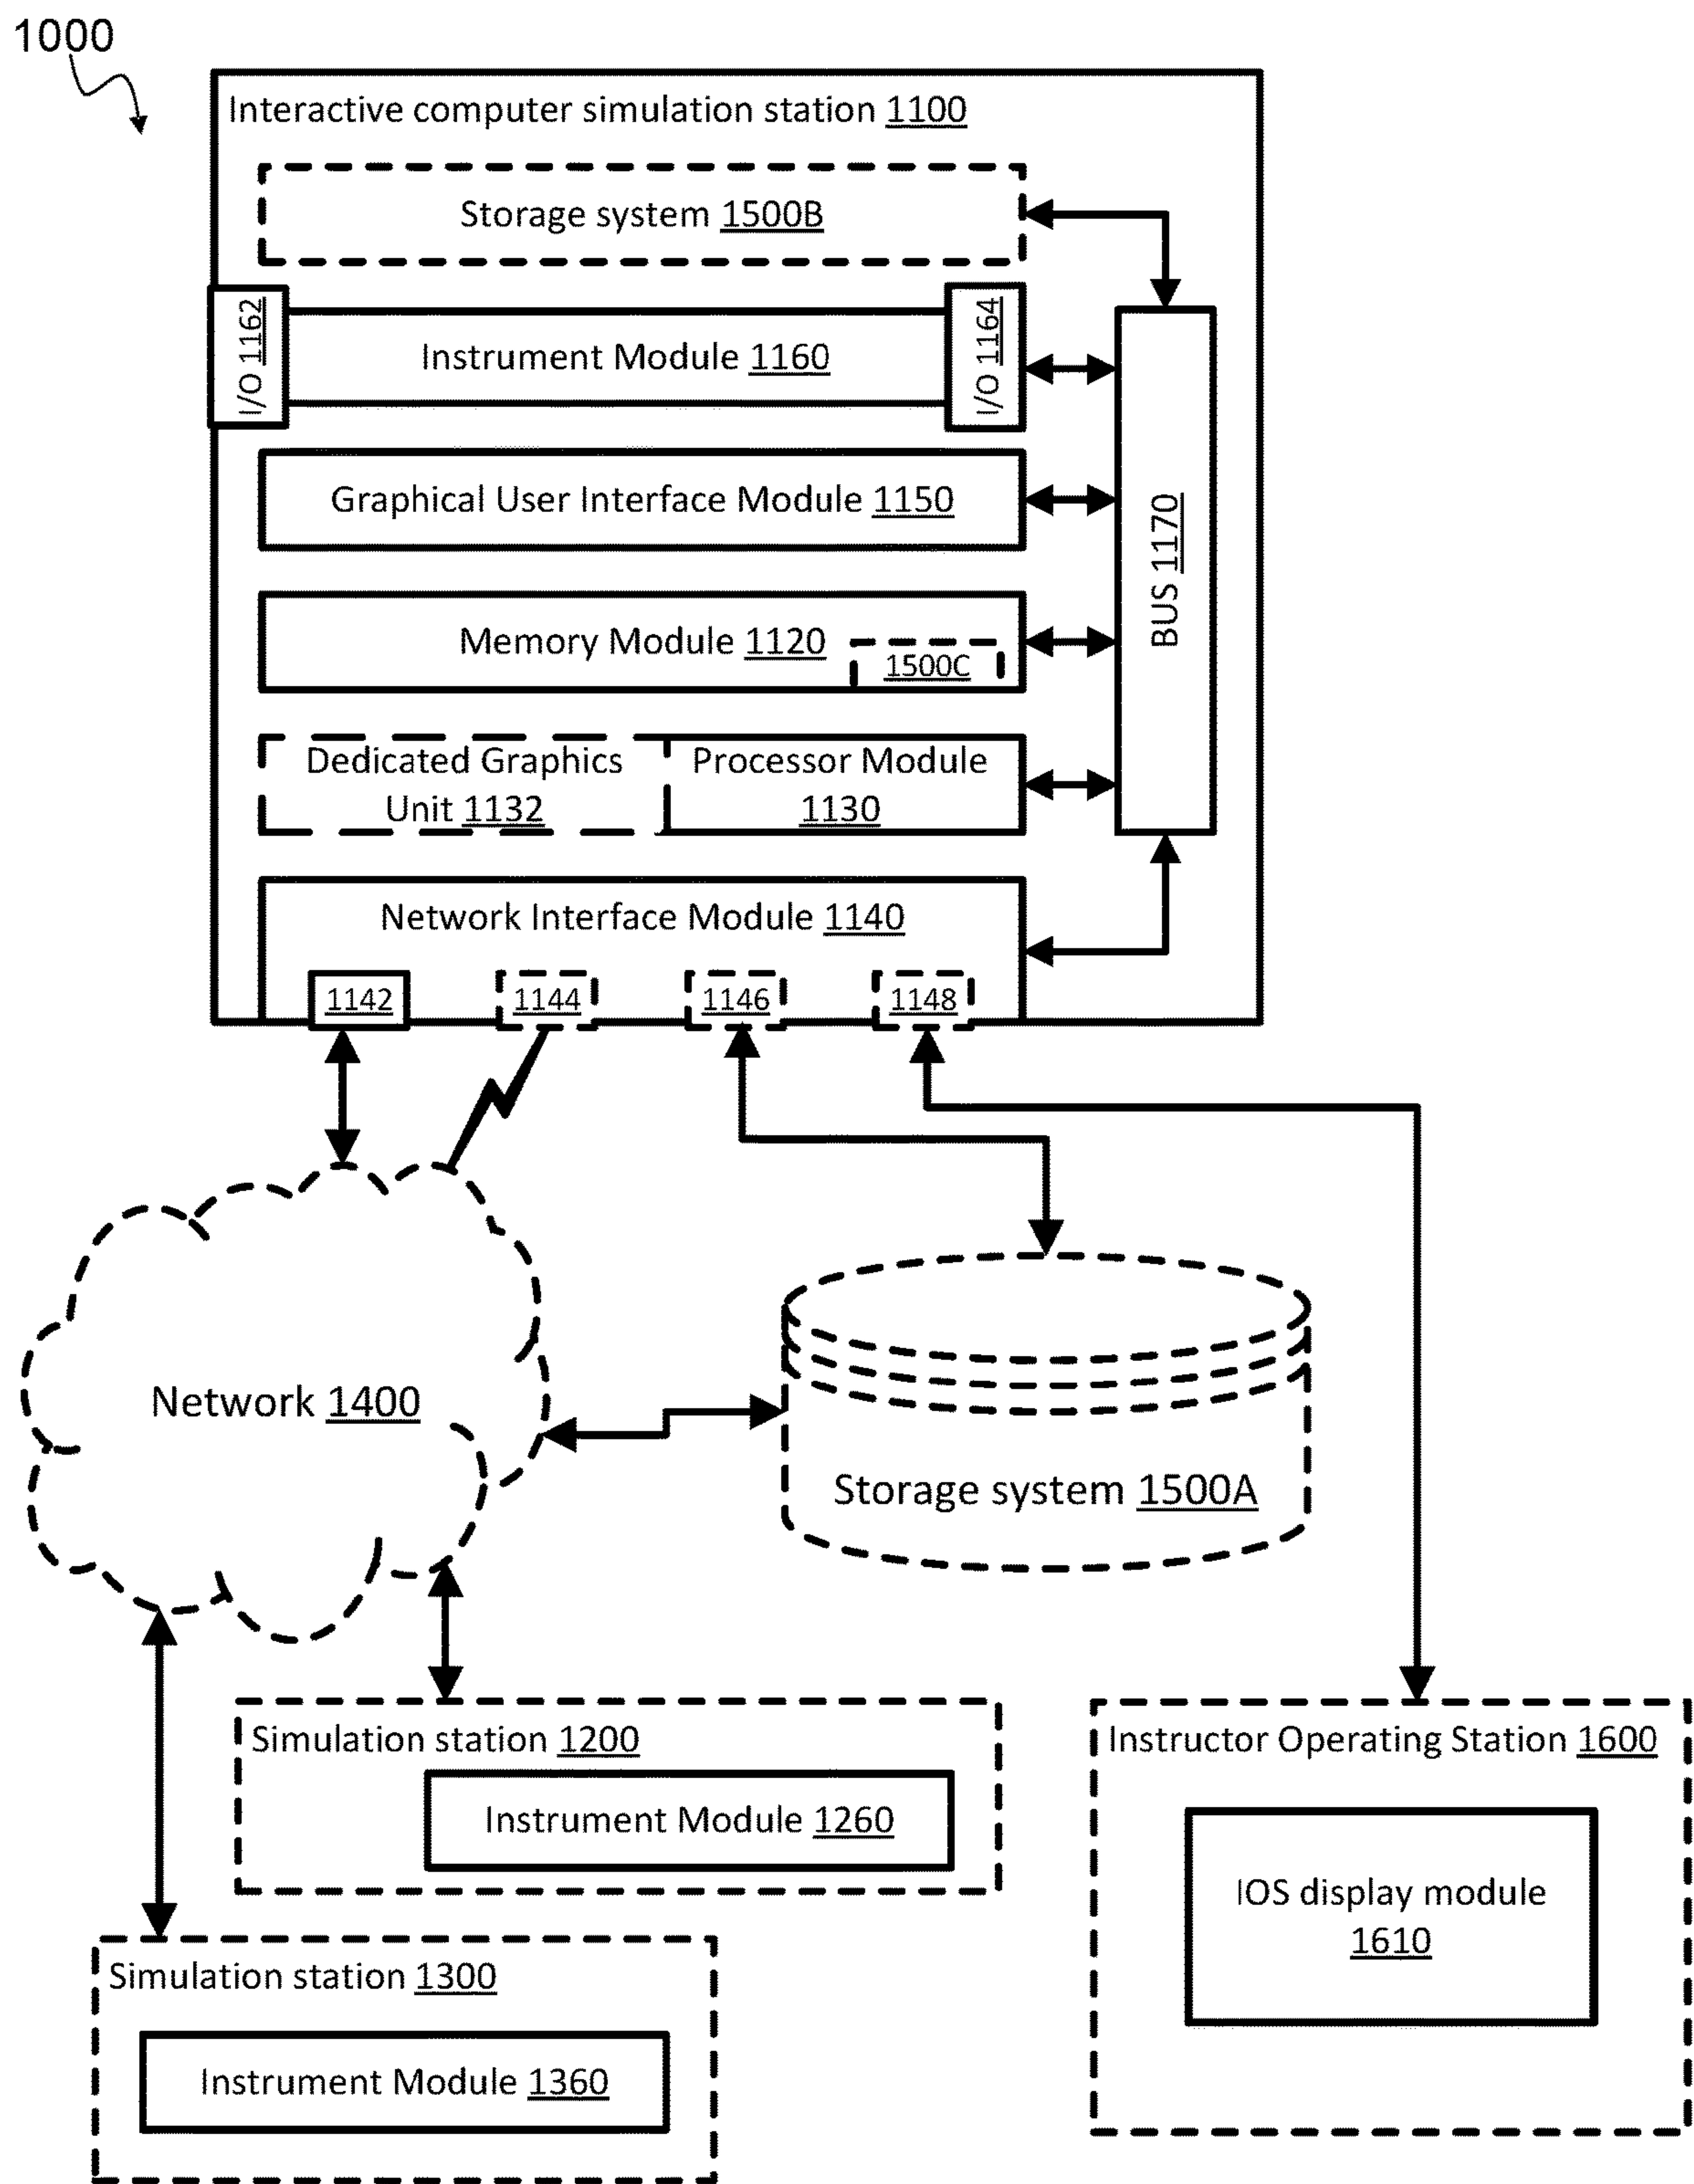 1000
Interactive computer simulation station 1100
Storage system 1500B
I/O 1162
Instrument Module 1160
I/O 1164
Graphical User Interface Module 1150
BUS 1170
Memory Module 1120
1500C
Dedicated Graphics
Unit 1132
Processor Module
1130
Network Interface Module 1140
1142
1144
1146
1148
Network 1400
Storage system 1500A
Simulation station 1200
Instrument Module 1260
Instructor Operating Station 1600
IOS display module
1610
Simulation station 1300
Instrument Module 1360